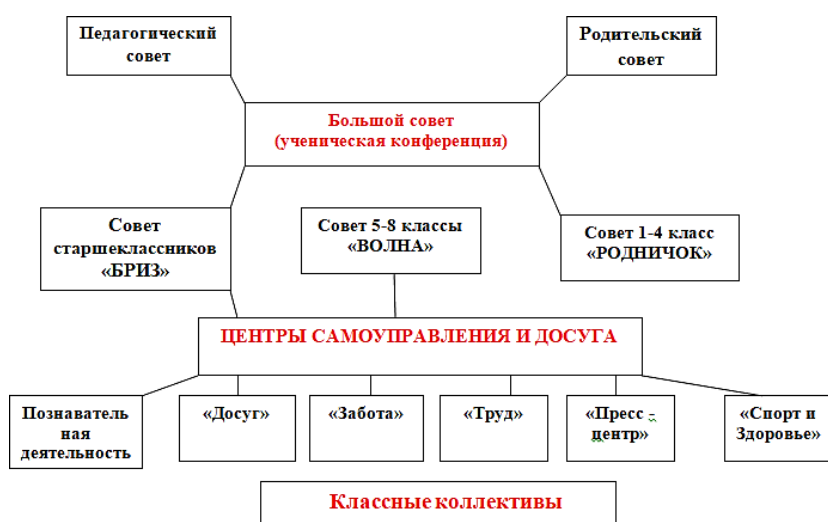 Педагогический
совет
Родительский
совет
Большой совет
(ученическая конференция)
Совет
старшеклассников
«БРИЗ»
Совет 5-8 классы
«ВОЛНА»
Совет 1-4 класс
«РОДНИЧОК»
ЦЕНТРЫ САМОУПРАВЛЕНИЯ И ДОСУГА
Познаватель
ная
деятельность
«Досуг»
«Забота»
«Труд»
«Пресс -
центр»
«Спорт и
Здоровье»
Классные коллективы